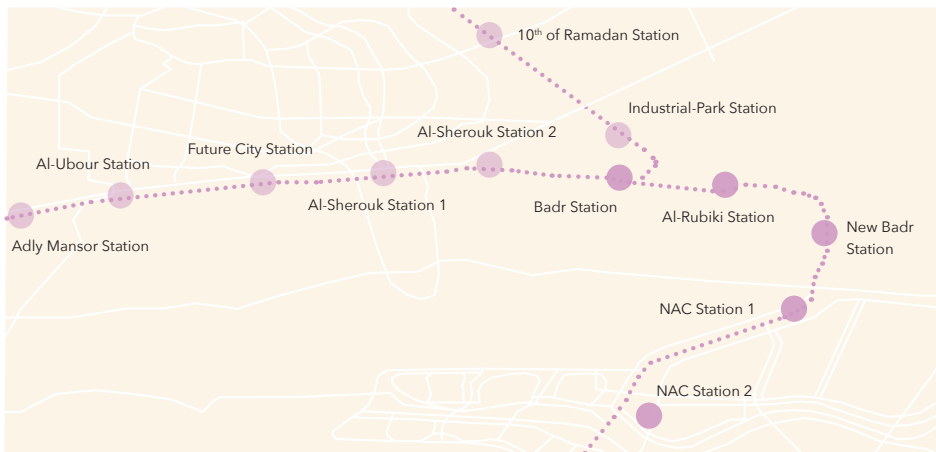 10th of Ramadan Station
Industrial-Park Station
Al-Sherouk Station 2
Future City Station
Al-Ubour Station
Al-Sherouk Station 1
Badr Station
Al-Rubiki Station
New Badr
Station
Adly Mansor Station
NAC Station 1
NAC Station 2